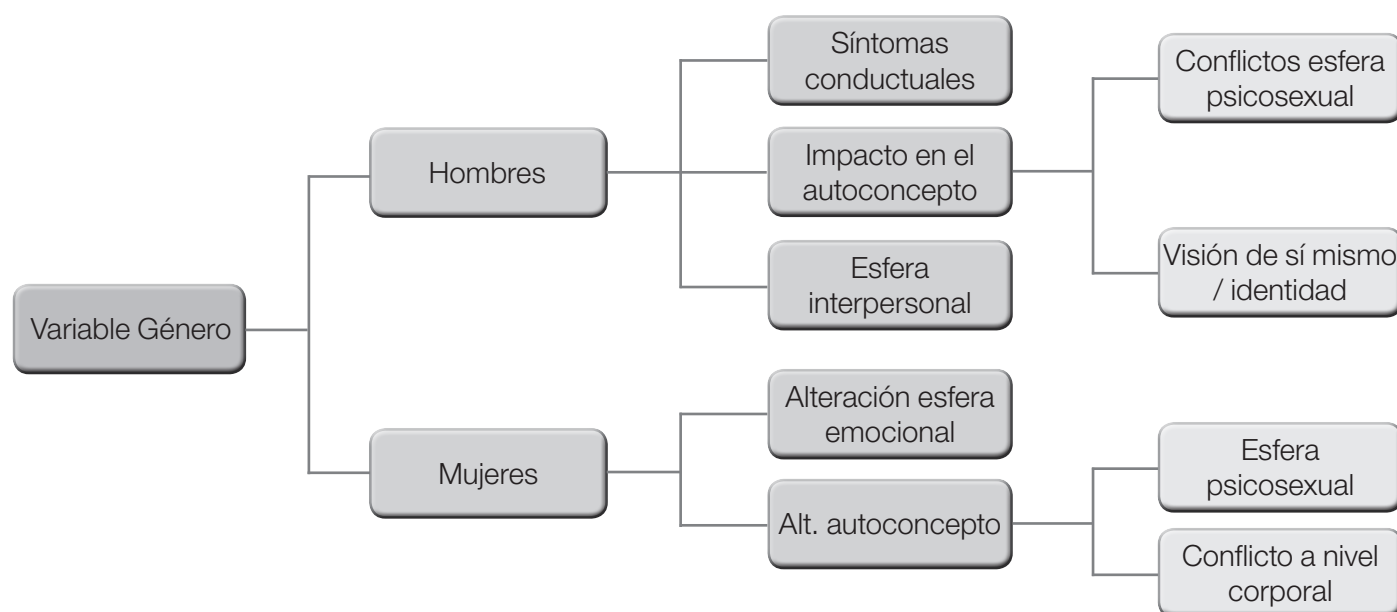 Variable Género
Hombres
Síntomas
conductuales
Impacto en el
autoconcepto
Conflictos esfera
psicosexual
Visión de sí mismo
/ identidad
Esfera
interpersonal
Mujeres
Alteración esfera
emocional
Alt. autoconcepto
Esfera
psicosexual
Conflicto a nivel
corporal